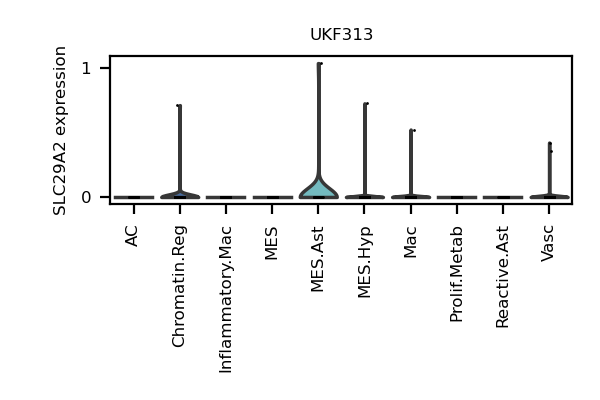 UKF313
SLC29A2 expression
1
0
AC
Chromatin.Reg
Inflammatory.Mac
MES
MES.Ast
MES.Hyp
Mac
Prolif.Metab
Reactive.Ast
Vasc